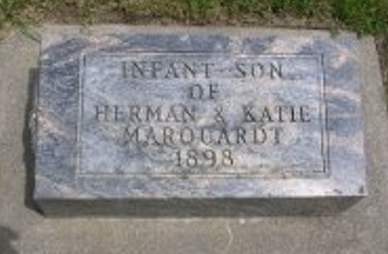 INFANT SON
OF
HERMAN & KATIE
MARQUARDT
1898